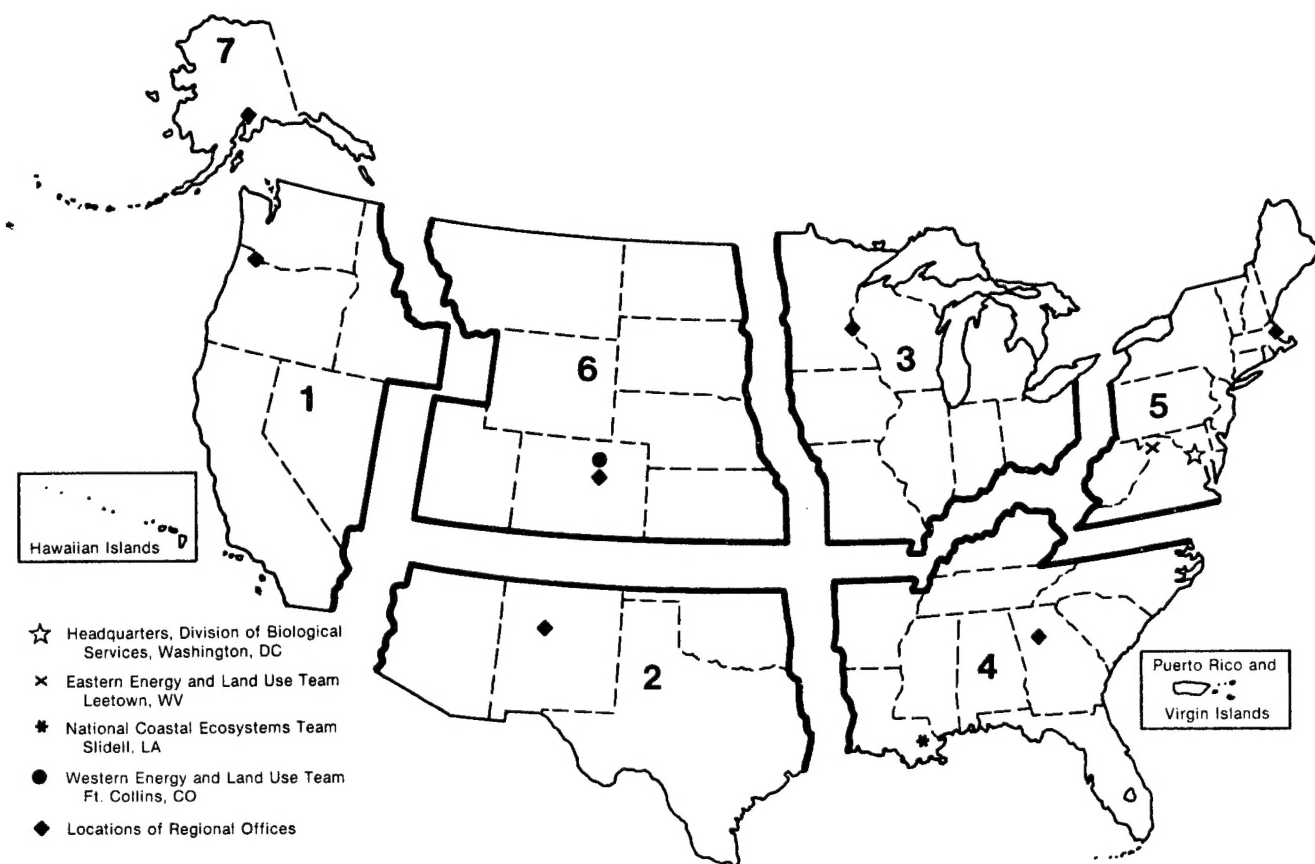 7
1
6
3
5
2
4
Hawaiian Islands
Puerto Rico and
Virgin Islands
Headquarters, Division of Biological
Services, Washington, DC
Eastern Energy and Land Use Team
Leetown, WV
National Coastal Ecosystems Team
Slidell, LA
Western Energy and Land Use Team
Ft. Collins, CO
Locations of Regional Offices